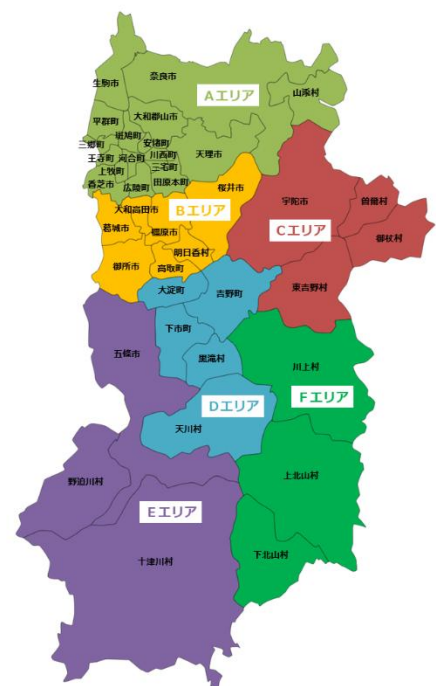 奈良市
Aエリア
生駒市
山添村
平群町
大和郡山市
斑鳩町
安堵町
三郷町
天理市
王寺町
河合町
川西町
三宅町
上牧町
香芝市
広陵町
田原本町
桜井市
大和高田市
Bエリア
宇陀市
曽爾村
葛城市
橿原市
Cエリア
御杖村
明日香村
御所市
高取町
東吉野村
大淀町
吉野町
下市町
五條市
黒滝村
川上村
Fエリア
Dエリア
天川村
上北山村
野迫川村
Eエリア
下北山村
十津川村